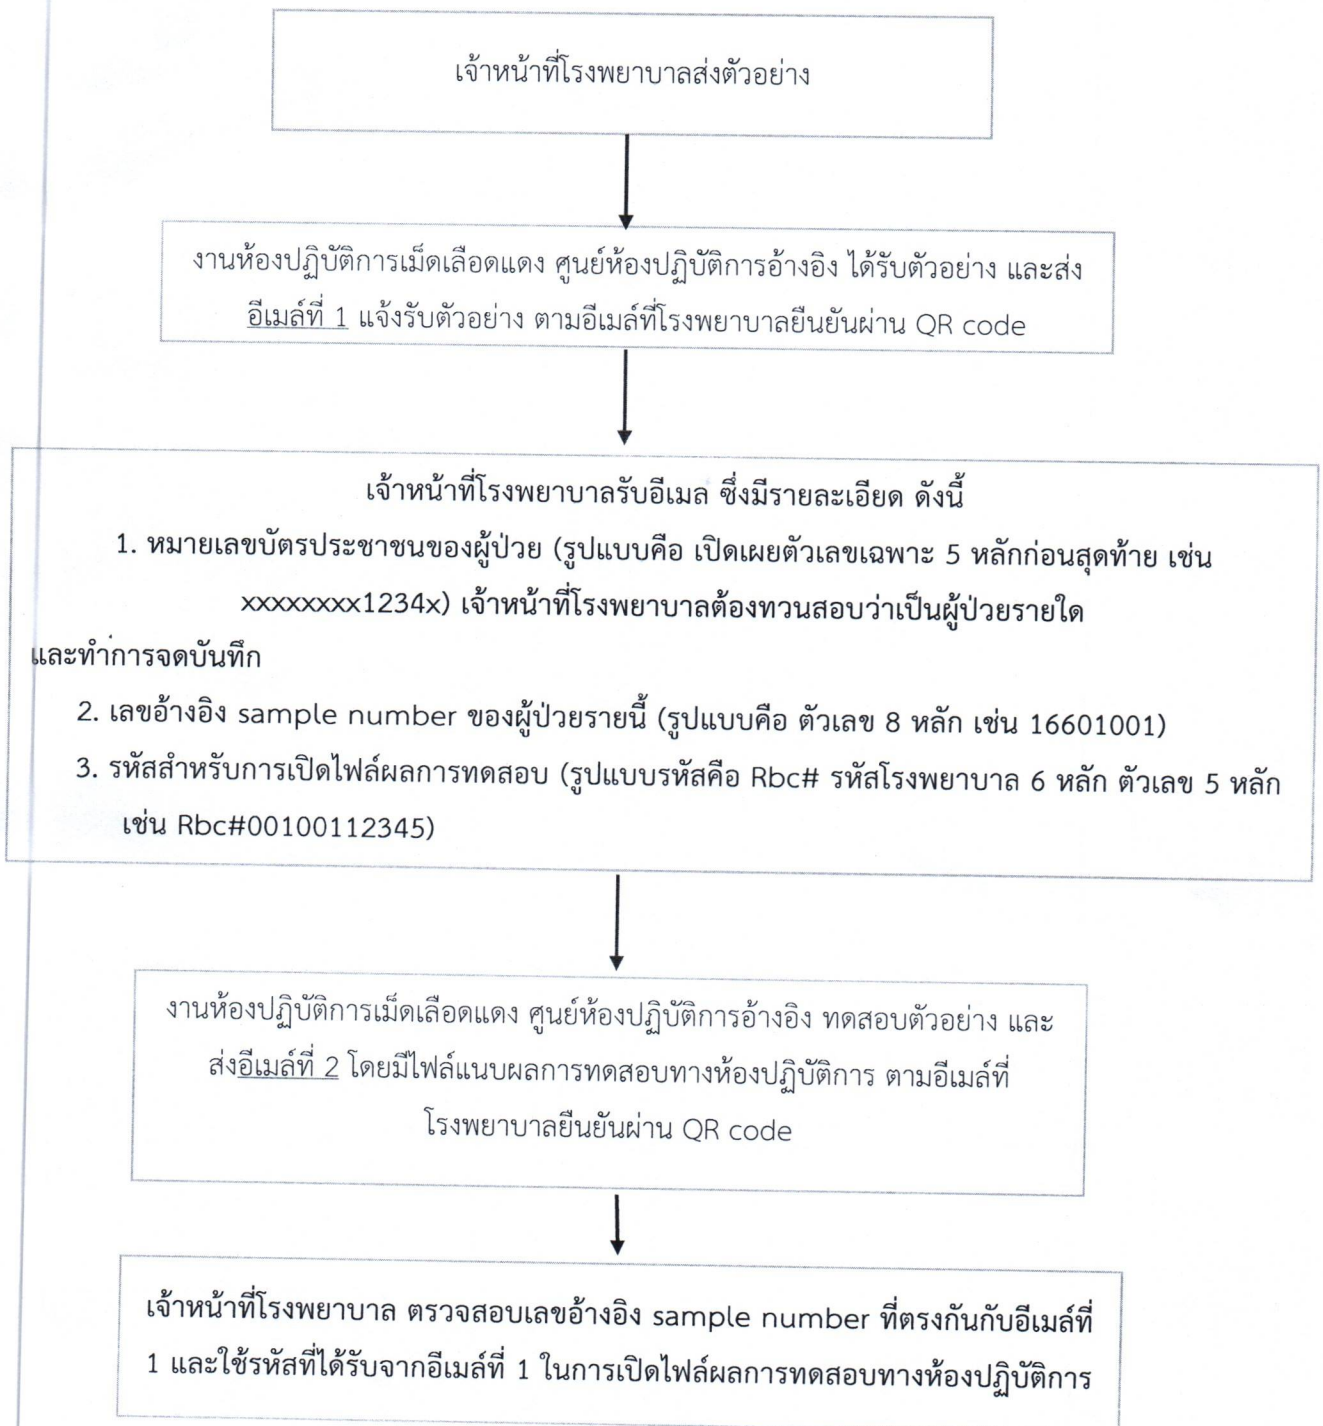 เจ้าหน้าที่โรงพยาบาลส่งตัวอย่าง
งานห้องปฏิบัติการเม็ดเลือดแดง ศูนย์ห้องปฏิบัติการอ้างอิง ได้รับตัวอย่าง และส่ง
อีเมล์ที่ 1 แจ้งรับตัวอย่าง ตามอีเมล์ที่โรงพยาบาลยืนยันผ่าน QR code
เจ้าหน้าที่โรงพยาบาลรับอีเมล ซึ่งมีรายละเอียด ดังนี้
1. หมายเลขบัตรประชาชนของผู้ป่วย (รูปแบบคือ เปิดเผยตัวเลขเฉพาะ 5 หลักก่อนสุดท้าย เช่น
xxxxxxxx1234x) เจ้าหน้าที่โรงพยาบาลต้องทวนสอบว่าเป็นผู้ป่วยรายใด
และทำการจดบันทึก
2. เลขอ้างอิง sample number ของผู้ป่วยรายนี้ (รูปแบบคือ ตัวเลข 8 หลัก เช่น 16601001)
3. รหัสสำหรับการเปิดไฟล์ผลการทดสอบ (รูปแบบรหัสคือ Rbc# รหัสโรงพยาบาล 6 หลัก ตัวเลข 5 หลัก
เช่น Rbc#00100112345)
งานห้องปฏิบัติการเม็ดเลือดแดง ศูนย์ห้องปฏิบัติการอ้างอิง ทดสอบตัวอย่าง และ
ส่งอีเมล์ที่ 2 โดยมีไฟล์แนบผลการทดสอบทางห้องปฏิบัติการ ตามอีเมล์ที่
โรงพยาบาลยืนยันผ่าน QR code
เจ้าหน้าที่โรงพยาบาล ตรวจสอบเลขอ้างอิง sample number ที่ตรงกันกับอีเมล์ที่
1 และใช้รหัสที่ได้รับจากอีเมล์ที่ 1 ในการเปิดไฟล์ผลการทดสอบทางห้องปฏิบัติการ